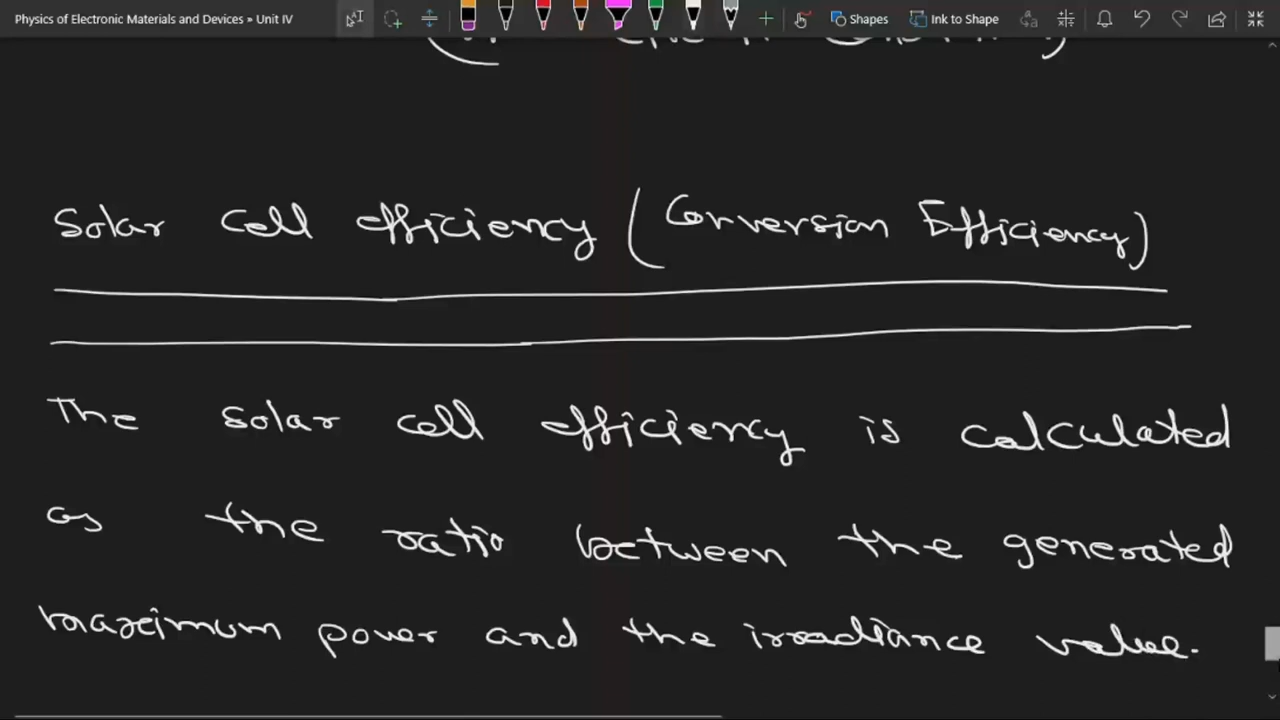 Physics of Electronic Materials and Devices » Unit IV
Shapes
Ink to Shape
Solar cell efficiency (Conversion Efficiency)
The solar cell efficiency is calculated
as the ratio between the generated
maximum power and the irradiance value.